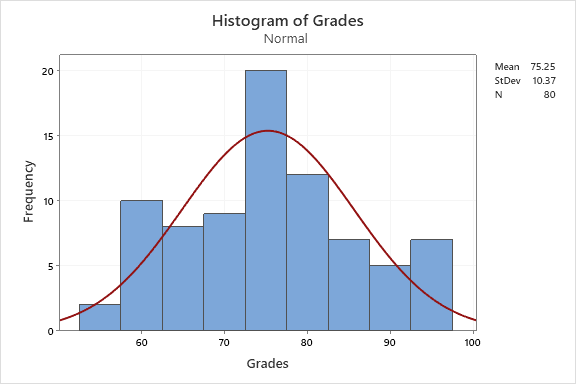 Histogram of Grades
Normal
Mean 75.25
StDev 10.37
N 80
Frequency
20
15
10
5
0
60 70 80 90 100
Grades